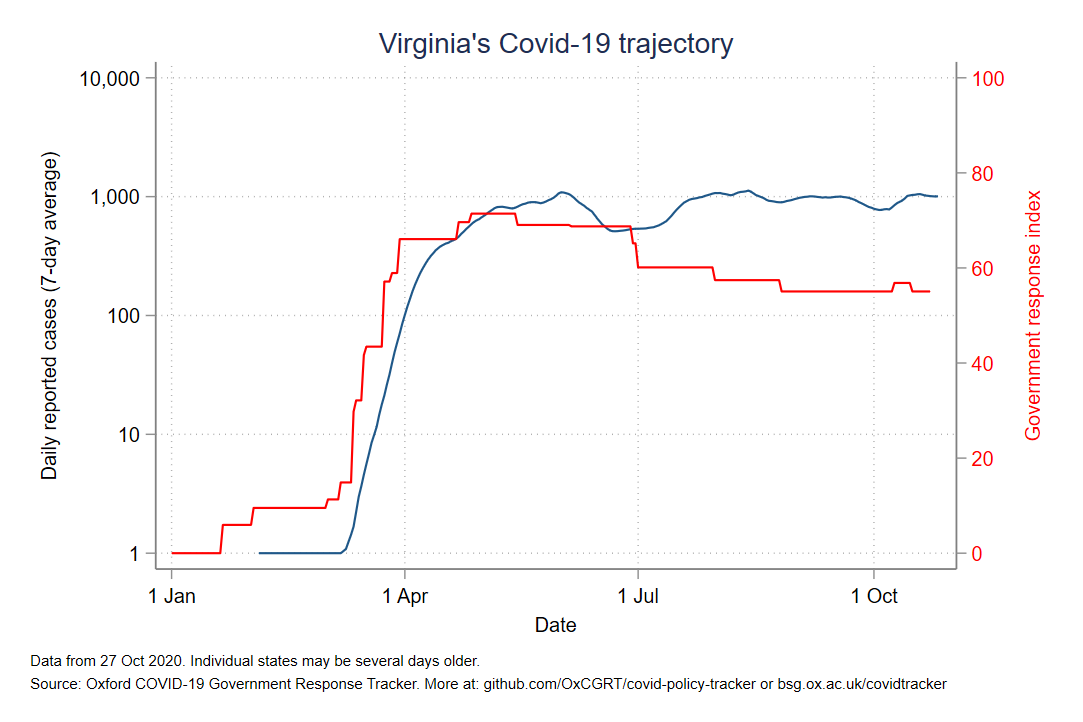 Virginia's Covid-19 trajectory
10,000
1,000
100
10
1
Daily reported cases (7-day average)
100
80
60
40
20
0
Government response index
1 Jan
1 Apr
1 Jul
1 Oct
Date
Data from 27 Oct 2020. Individual states may be several days older.
Source: Oxford COVID-19 Government Response Tracker. More at: github.com/OxCGRT/covid-policy-tracker or bsg.ox.ac.uk/covidtracker